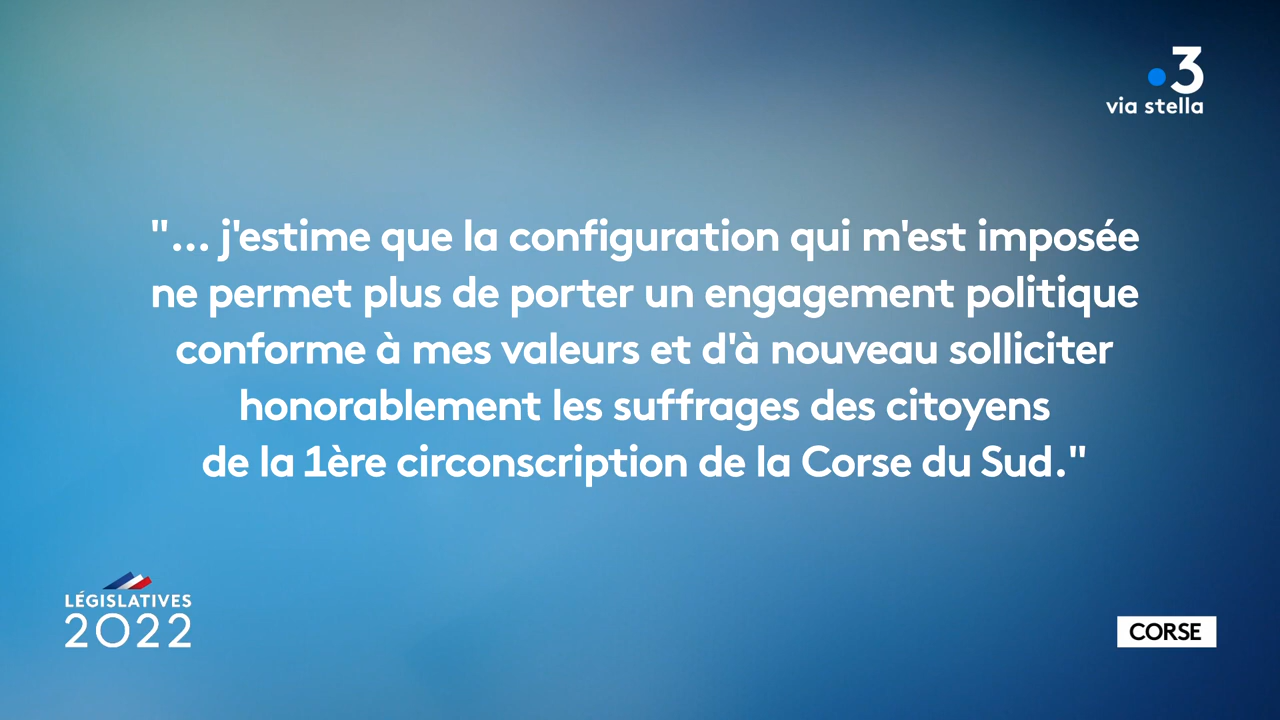 3
via stella
"... j'estime que la configuration qui m'est imposée
ne permet plus de porter un engagement politique
conforme à mes valeurs et d'à nouveau solliciter
honorablement les suffrages des citoyens
de la 1ère circonscription de la Corse du Sud."
LÉGISLATIVES
2022
CORSE